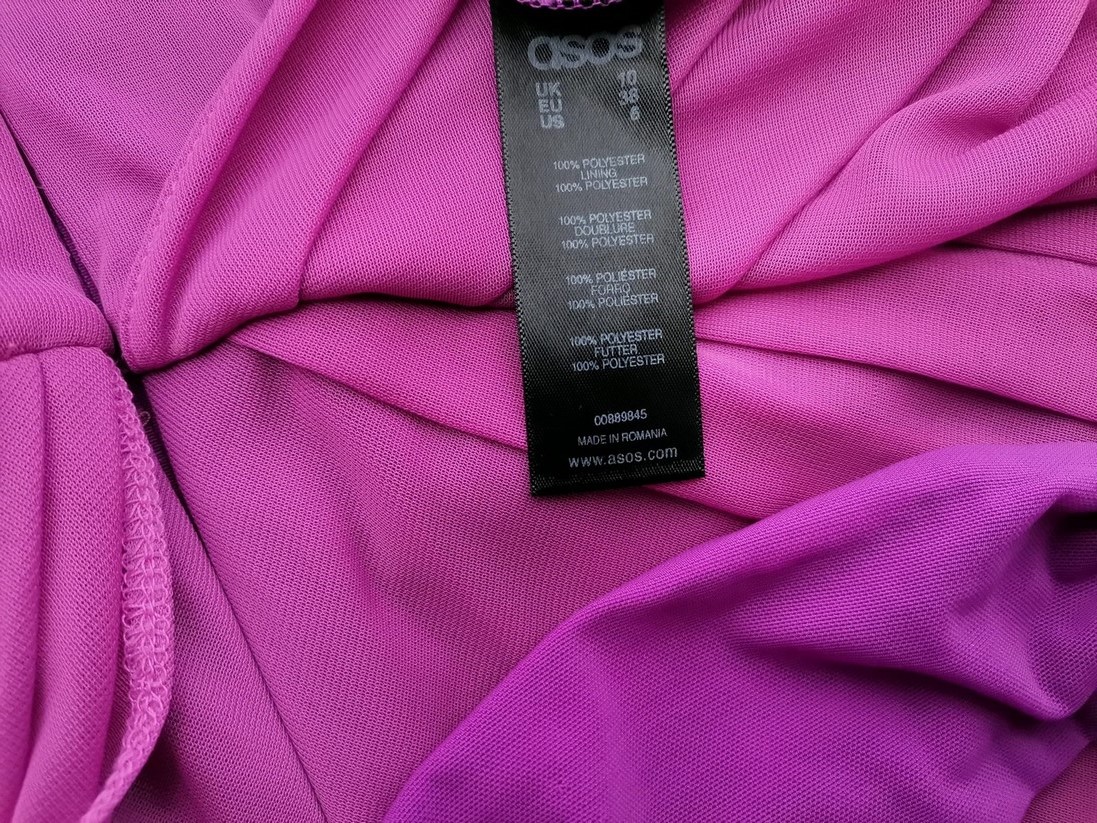 asos
UK 10
EU 38
US 6
100% POLYESTER
LINING
100% POLYESTER
100% POLYESTER
DOUBLURE
100% POLYESTER
100% POLIÉSTER
FORRO
100% POLIÉSTER
100% POLYESTER
FUTTER
100% POLYESTER
00889845
MADE IN ROMANIA
www.asos.com